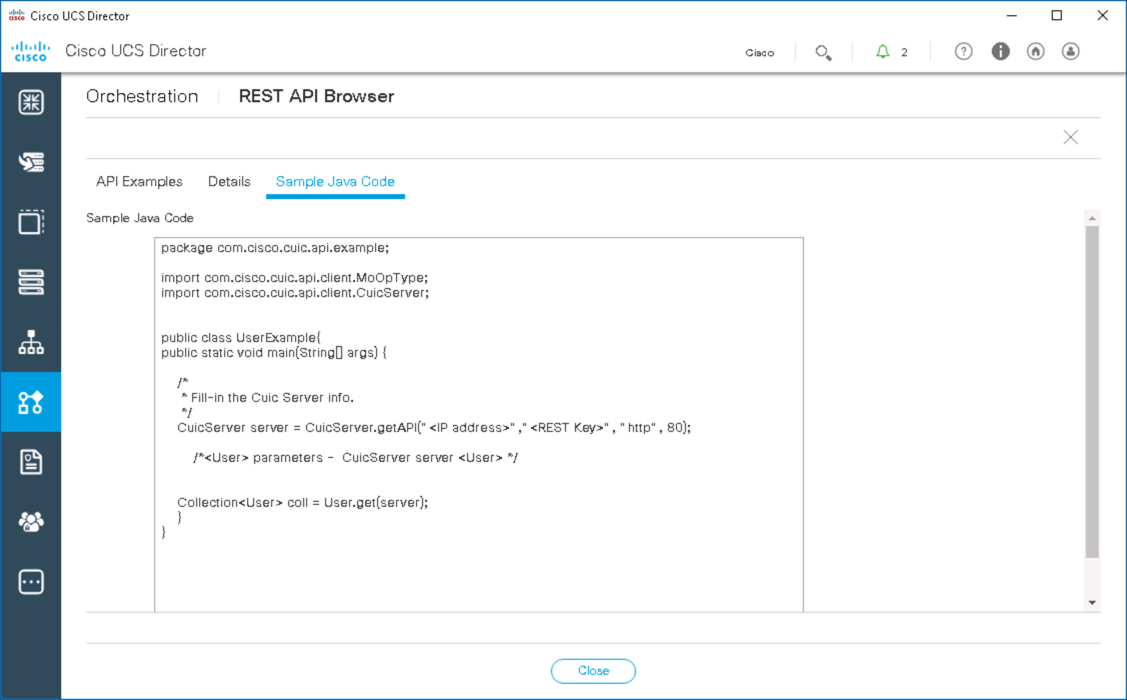 Cisco UCS Director
Cisco UCS Director
Cisco
2
Orchestration | REST API Browser
API Examples Details Sample Java Code
Sample Java Code
package com.cisco.cuic.api.example;
import com.cisco.cuic.api.client.MoOpType;
import com.cisco.cuic.api.client.CuicServer;
public class UserExample{
public static void main(String[] args) {
/*
* Fill-in the Cuic Server info.
*/
CuicServer server = CuicServer.getAPI("<IP address>","<REST Key>", "http", 80);
/*<User> parameters - CuicServer server <User> */
Collection<User> coll = User.get(server);
}
}
Close